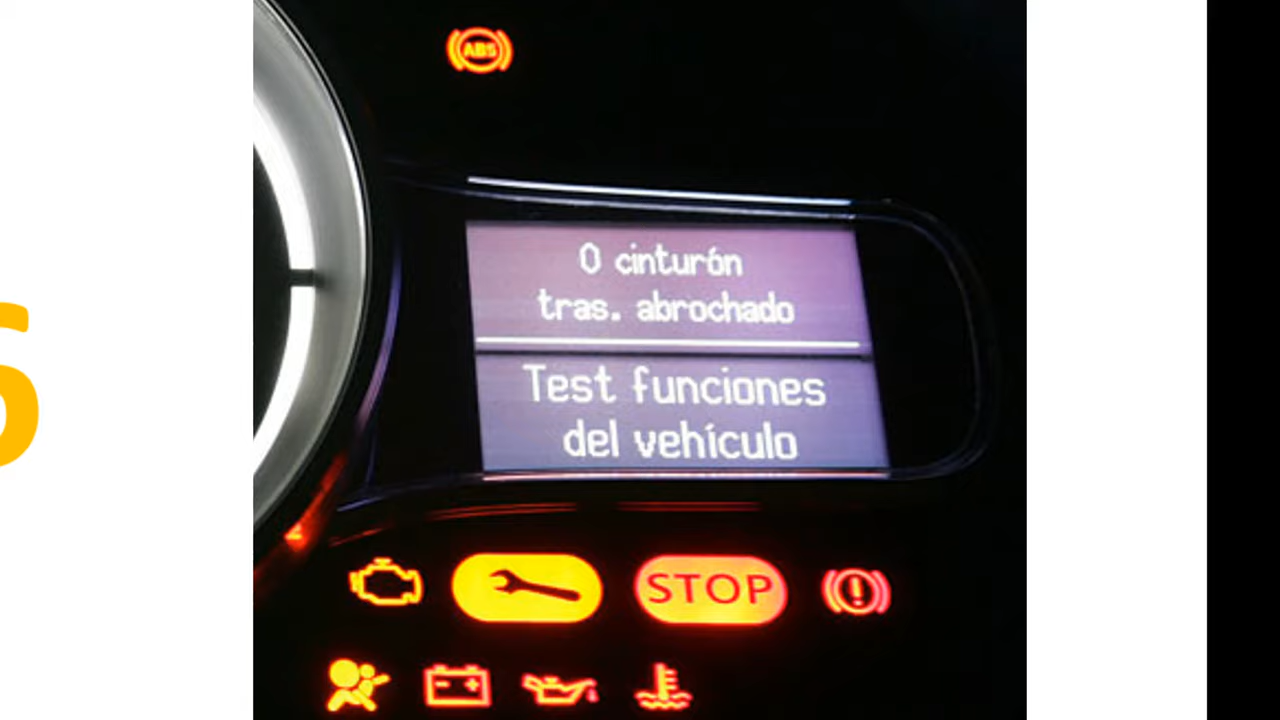 ABS
0 cinturón
tras. abrochado
Test funciones
del vehículo
STOP